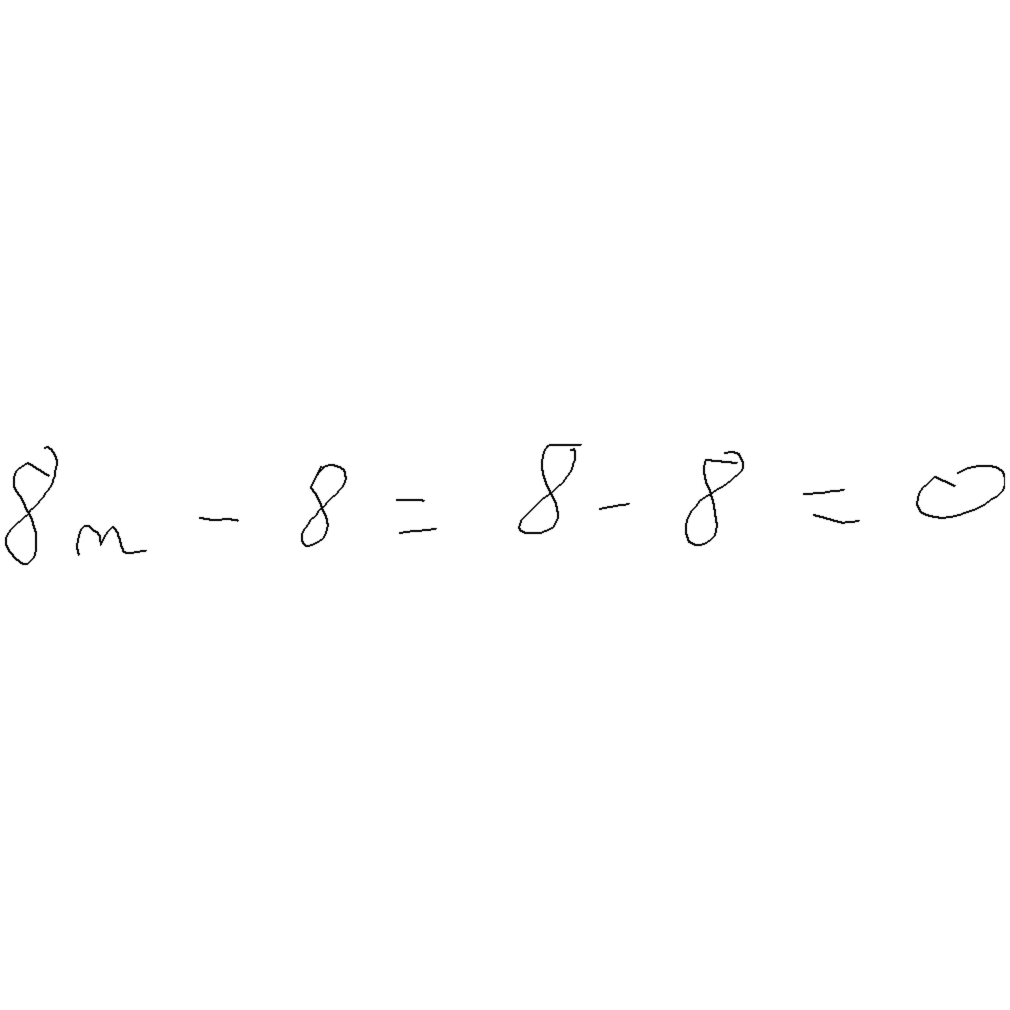 8m - 8 = 8 - 8 = 0